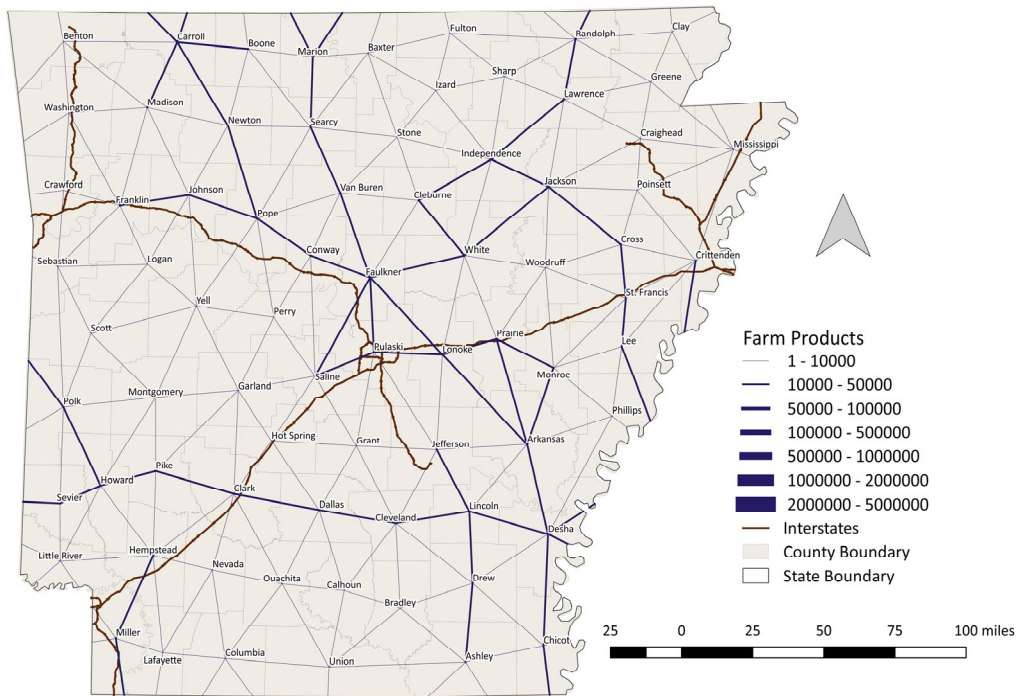 Benton
Carroll
Boone
Marion
Baxter
Fulton
Randolph
Clay
Sharp
Izard
Greene
Washington
Madison
Newton
Searcy
Stone
Lawrence
Craighead
Mississippi
Independence
Crawford
Franklin
Johnson
Van Buren
Cleburne
Jackson
Poinsett
Pope
Conway
White
Cross
Sebastian
Logan
Faulkner
Woodruff
Crittenden
Yell
Perry
St. Francis
Scott
Pulaski
Lonoke
Prairie
Lee
Saline
Monroe
Polk
Montgomery
Garland
Phillips
Hot Spring
Grant
Jefferson
Arkansas
Pike
Howard
Clark
Sevier
Dallas
Cleveland
Lincoln
Desha
Little River
Hempstead
Nevada
Ouachita
Calhoun
Drew
Bradley
Miller
Lafayette
Columbia
Union
Ashley
Chicot
Farm Products
1 - 10000
10000 - 50000
50000 - 100000
100000 - 500000
500000 - 1000000
1000000 - 2000000
2000000 - 5000000
Interstates
County Boundary
State Boundary
25 0 25 50 75 100 miles